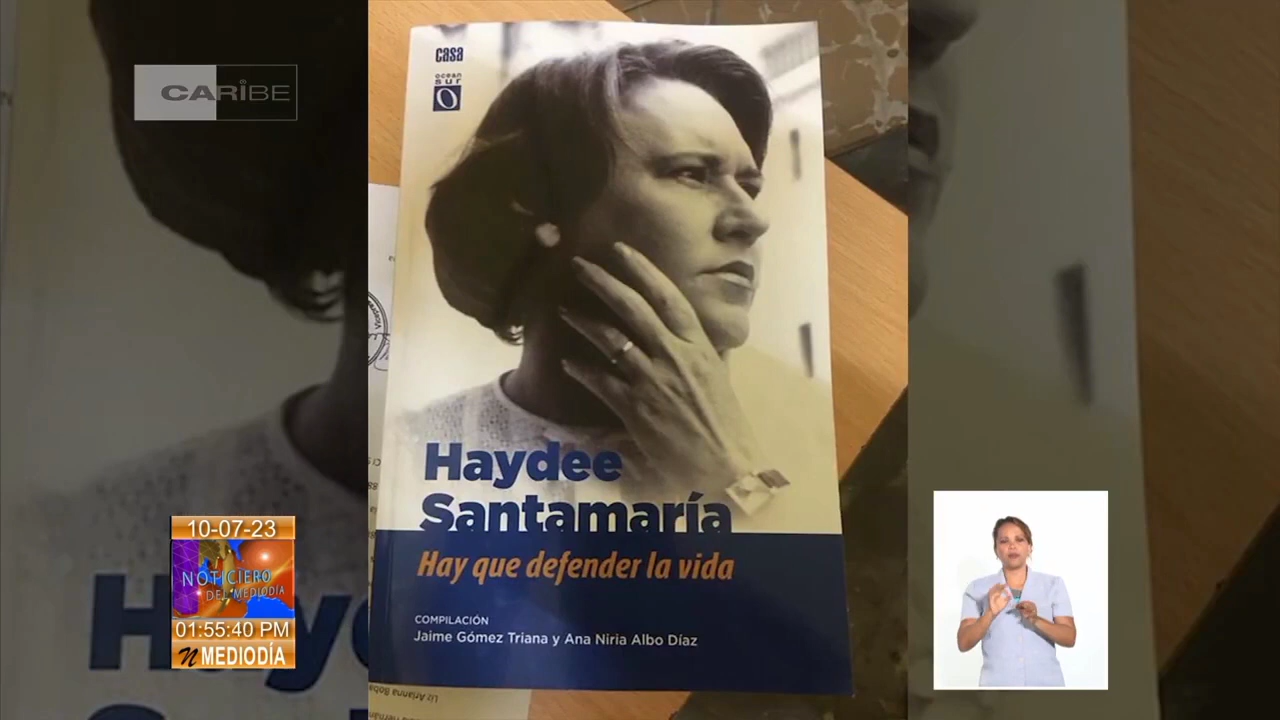 CARIBE
casa
ocean
sur
Haydee
Santamaría
Hay que defender la vida
COMPILACIÓN
Jaime Gómez Triana y Ana Niria Albo Díaz
10-07-23
NOTICIERO
DEL MEDIODIA
01:55:40 PM
MEDIODÍA